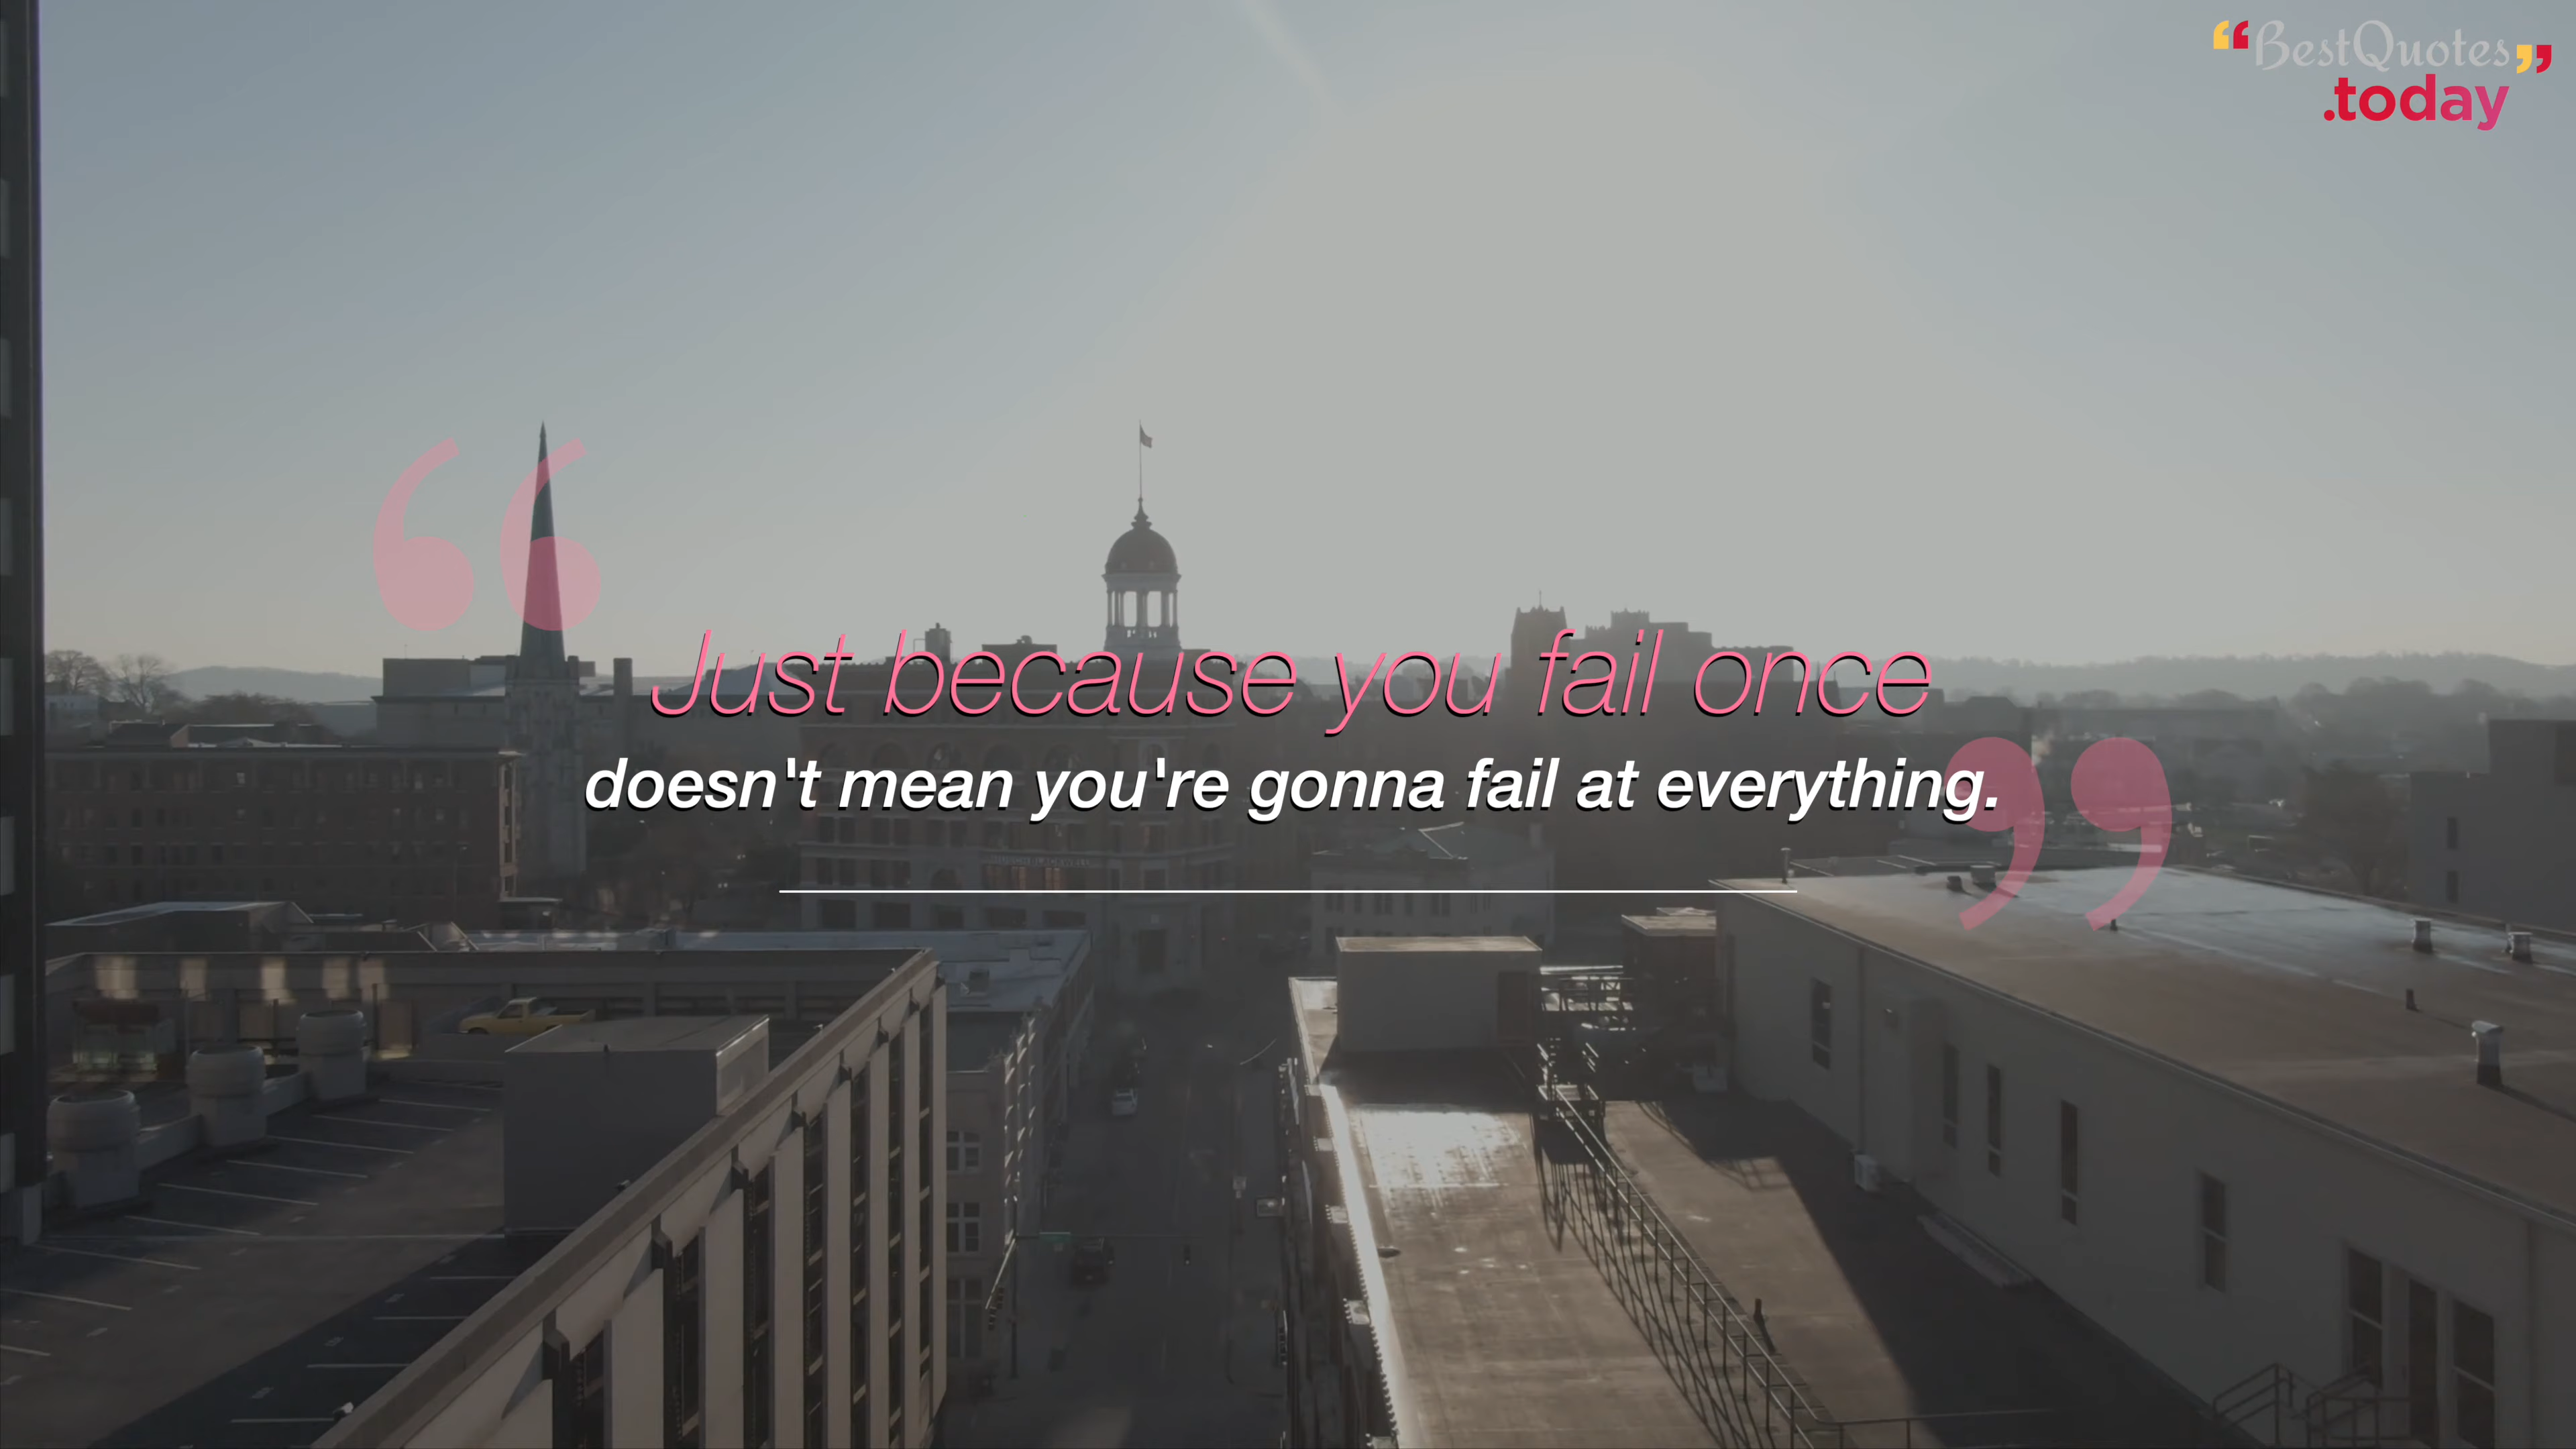 “BestQuotes”
.today
“Just because you fail once
doesn't mean you're gonna fail at everything.”